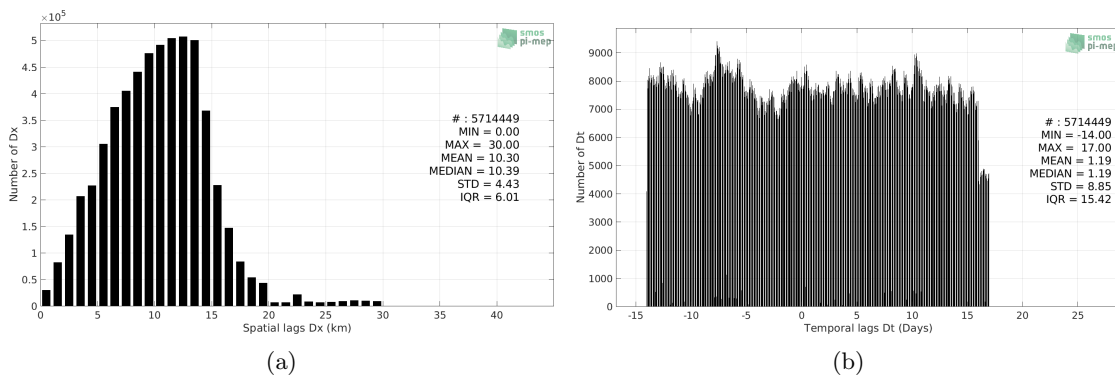 ×10⁵
5
4.5
4
3.5
3
2.5
2
1.5
1
0.5
0
Number of Dx
0 5 10 15 20 25 30 35 40
Spatial lags Dx (km)
smos
pi-mep
# : 5714449
MIN = 0.00
MAX = 30.00
MEAN = 10.30
MEDIAN = 10.39
STD = 4.43
IQR = 6.01
(a)
9000
8000
7000
6000
5000
4000
3000
2000
1000
0
Number of Dt
-15 -10 -5 0 5 10 15 20 25
Temporal lags Dt (Days)
smos
pi-mep
# : 5714449
MIN = -14.00
MAX = 17.00
MEAN = 1.19
MEDIAN = 1.19
STD = 8.85
IQR = 15.42
(b)